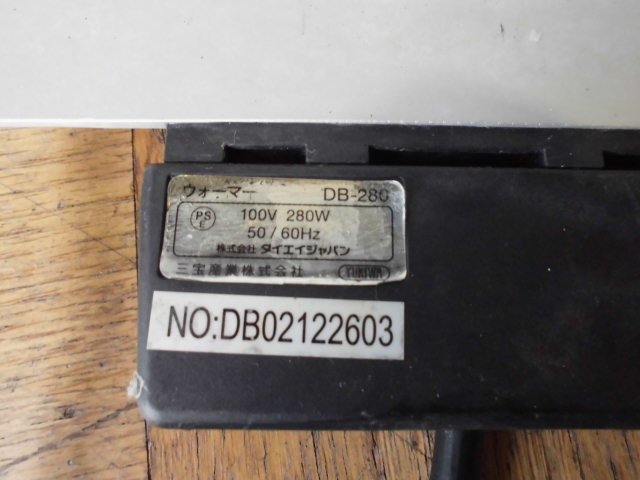 ウォーマー DB-280
PS
E
100V 280W
50/60Hz
株式会社 ダイエイジャパン
三宝産業株式会社 YUKIWA
NO:DB02122603